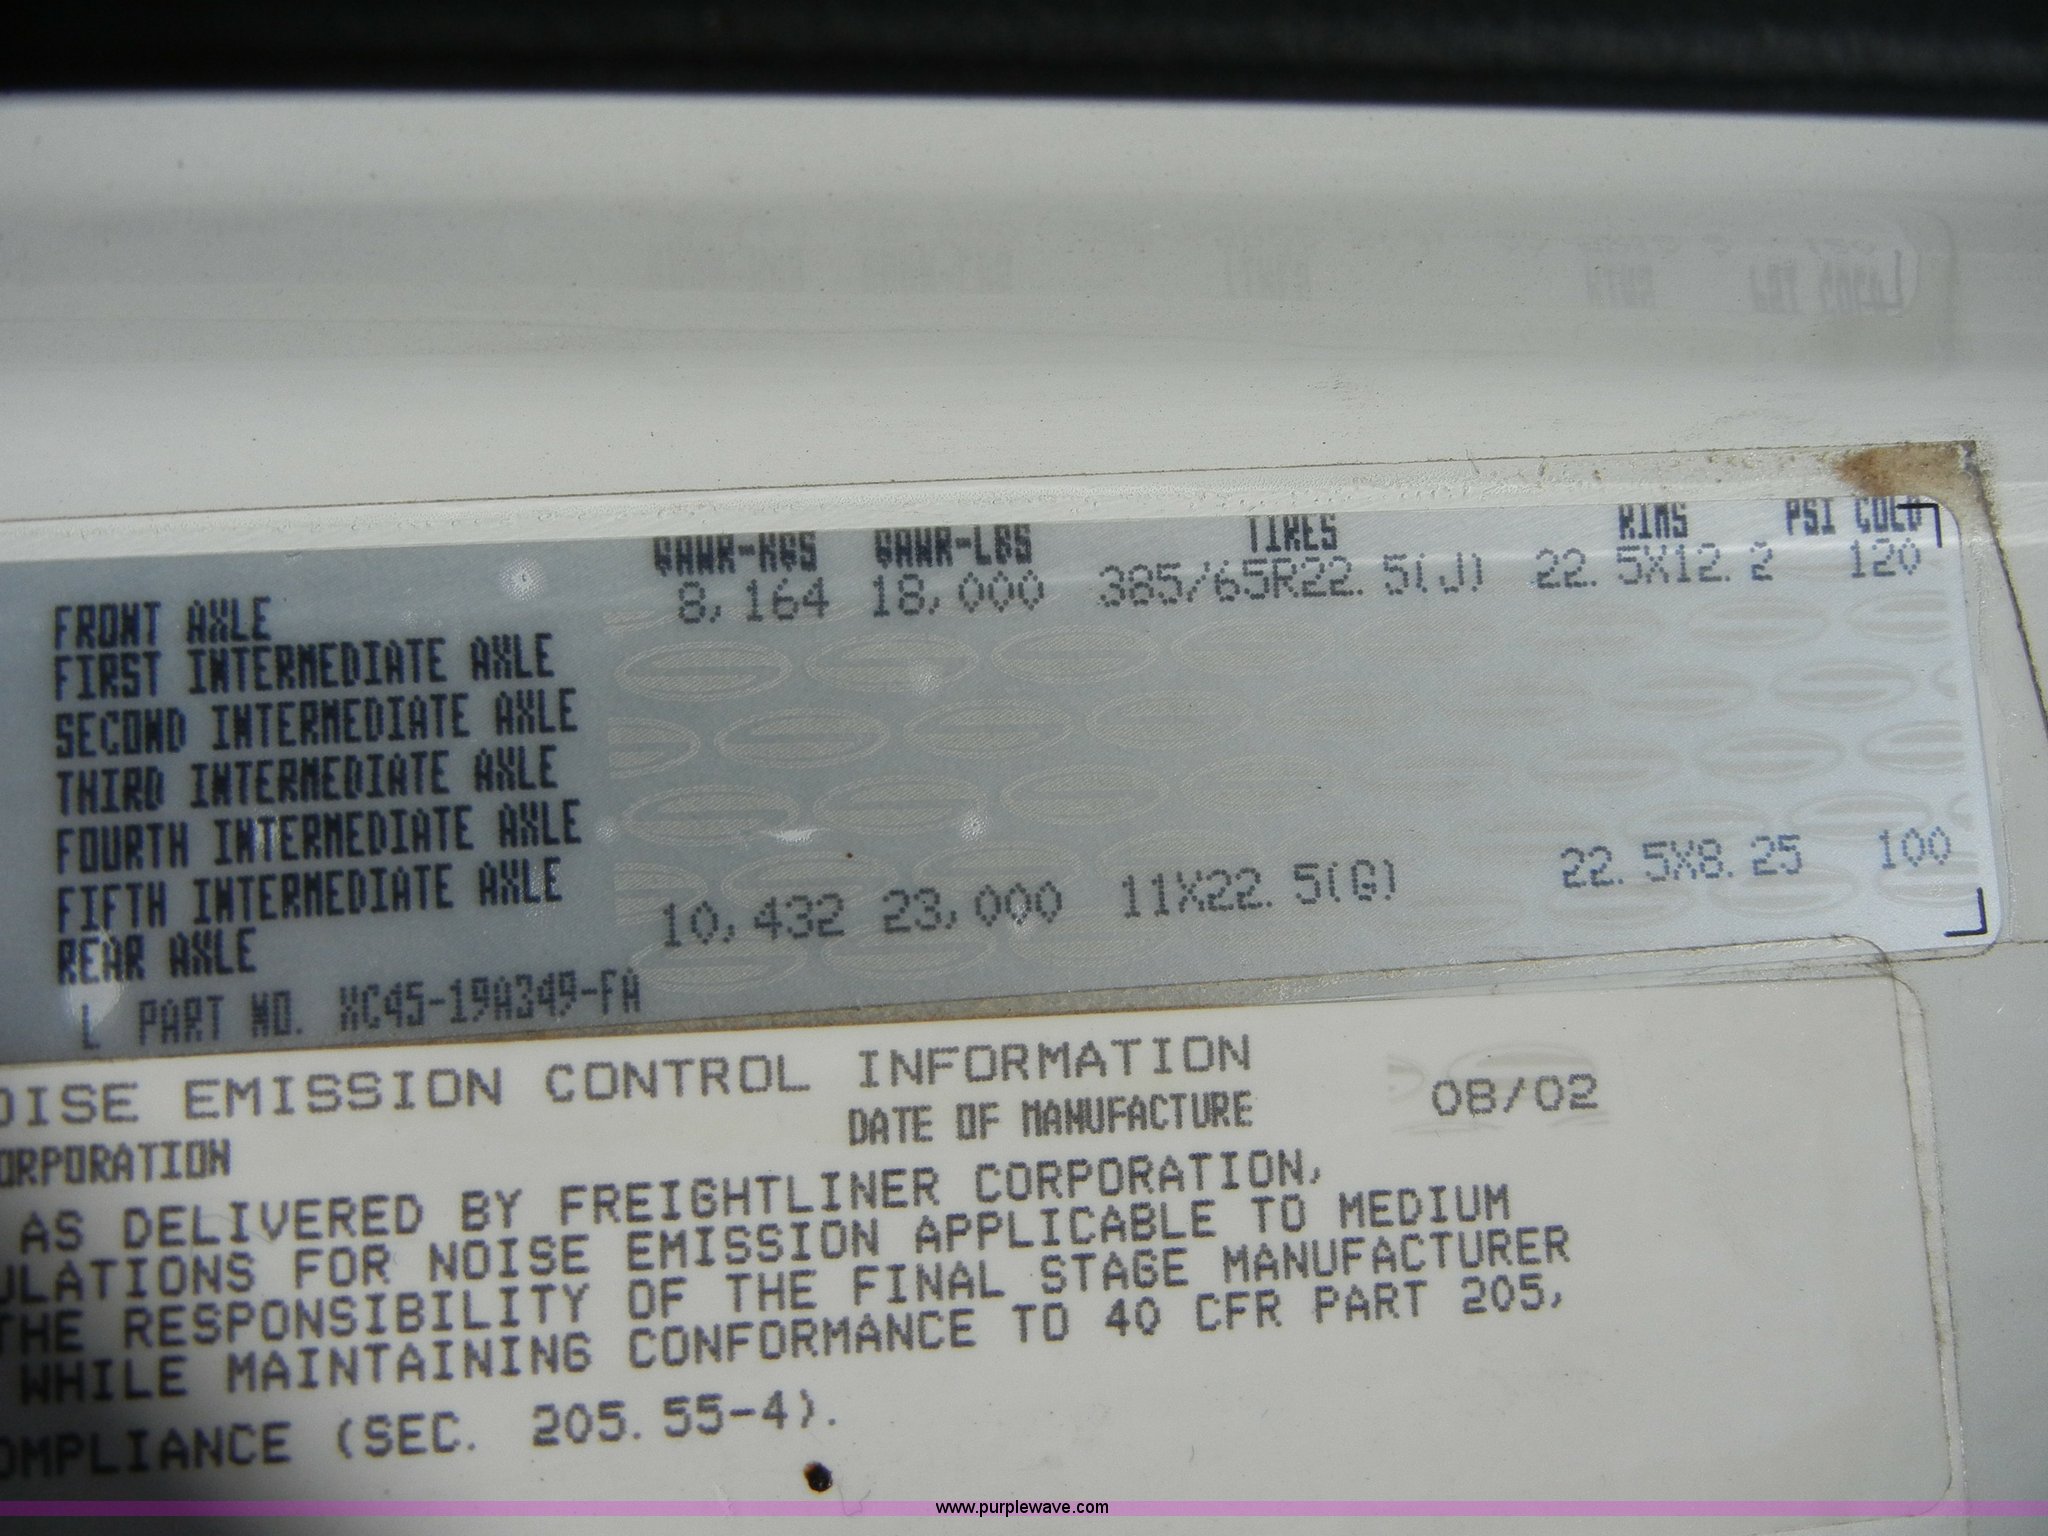 GAWR-KGS GAWR-LBS TIRES RIMS PSI COLD
FRONT AXLE 8,164 18,000 385/65R22.5(J) 22.5X12.2 120
FIRST INTERMEDIATE AXLE
SECOND INTERMEDIATE AXLE
THIRD INTERMEDIATE AXLE
FOURTH INTERMEDIATE AXLE
FIFTH INTERMEDIATE AXLE
REAR AXLE 10,432 23,000 11X22.5(G) 22.5X8.25 100
L PART NO. XC45-19A349-FA
OISE EMISSION CONTROL INFORMATION
ORPORATION DATE OF MANUFACTURE 08/02
AS DELIVERED BY FREIGHTLINER CORPORATION,
ULATIONS FOR NOISE EMISSION APPLICABLE TO MEDIUM
THE RESPONSIBILITY OF THE FINAL STAGE MANUFACTURER
WHILE MAINTAINING CONFORMANCE TO 40 CFR PART 205,
OMPLIANCE (SEC. 205.55-4).
www.purplewave.com